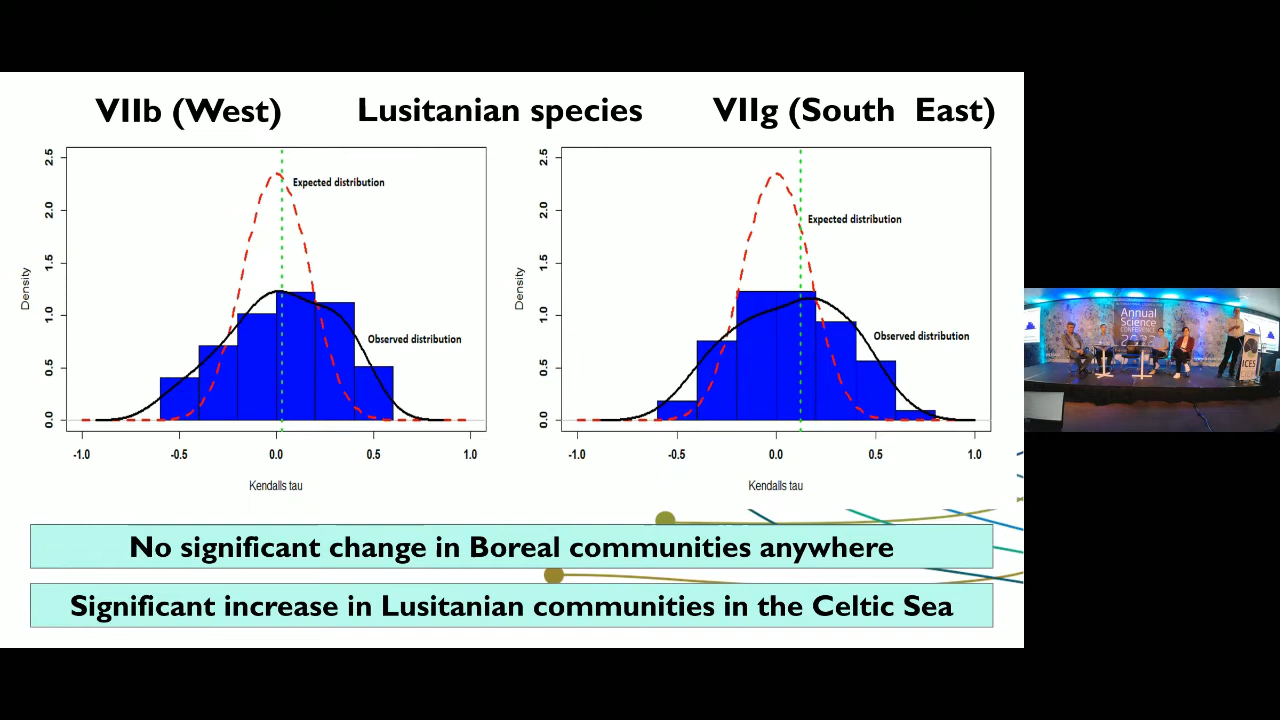 VIIb (West)
Lusitanian species
VIIg (South East)
2.5
2.0
1.5
1.0
0.5
0.0
Density
Expected distribution
Observed distribution
-1.0
-0.5
0.0
0.5
1.0
Kendalls tau
2.5
2.0
1.5
1.0
0.5
0.0
Density
Expected distribution
Observed distribution
-1.0
-0.5
0.0
0.5
1.0
Kendalls tau
No significant change in Boreal communities anywhere
Significant increase in Lusitanian communities in the Celtic Sea
Annual
Science
CONFERENCE
ICES